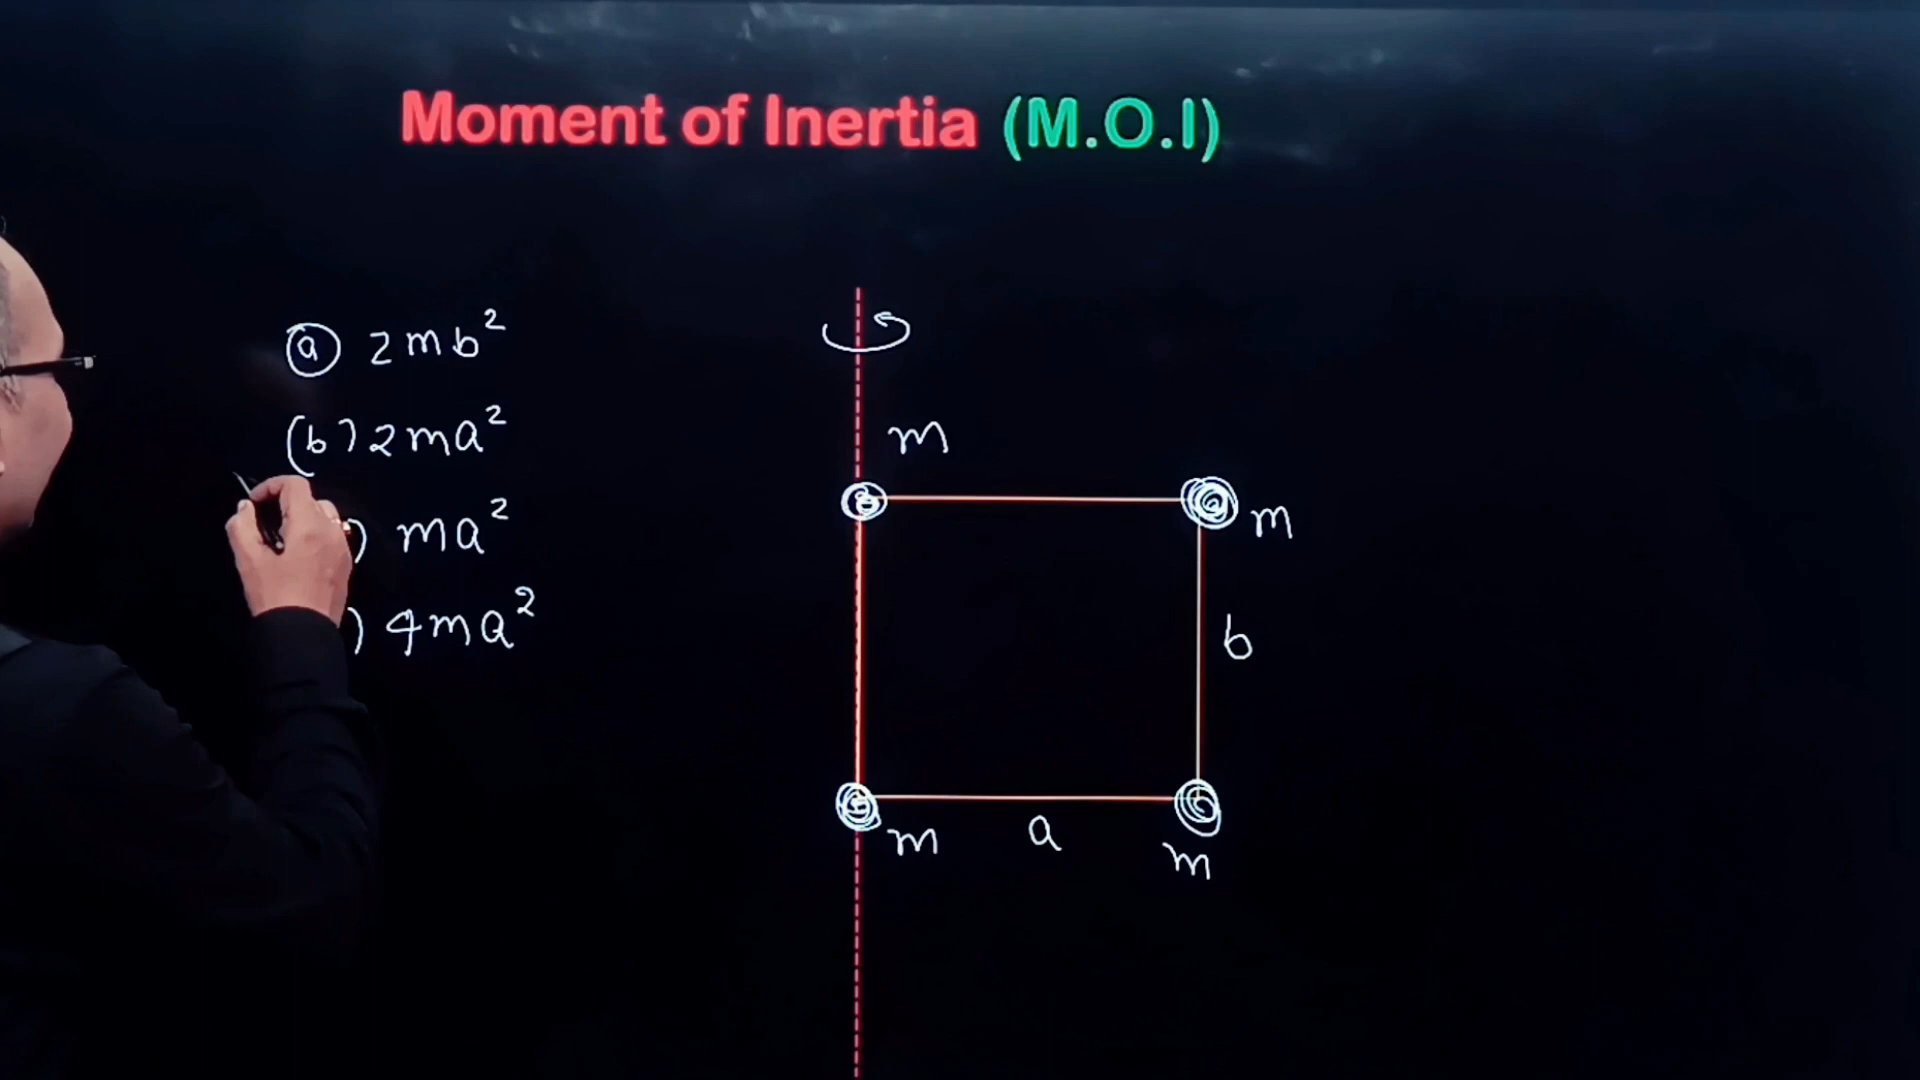 Moment of Inertia (M.O.I)
(a) 2mb²
(b) 2ma²
) ma²
) 4ma²
m
m
b
m
a
m